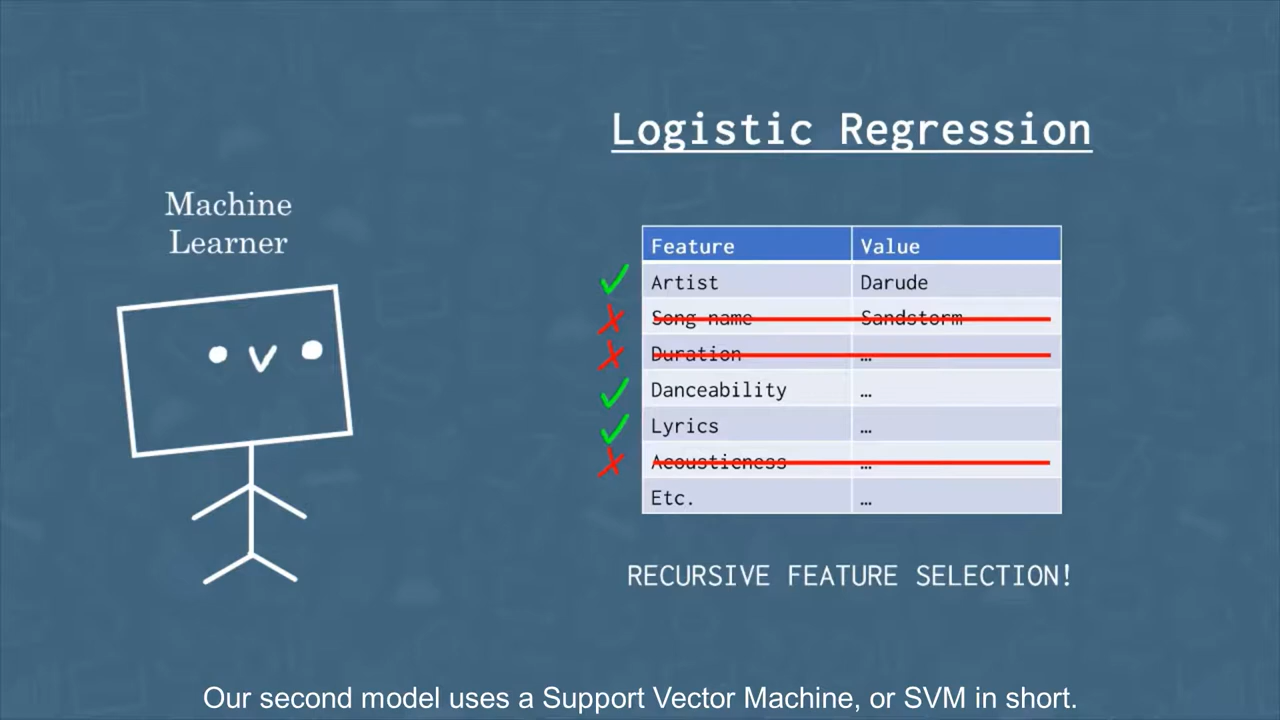 Logistic Regression
Machine
Learner
Feature Value
Artist Darude
Song name Sandstorm
Duration …
Danceability …
Lyrics …
Acousticness …
Etc. …
RECURSIVE FEATURE SELECTION!
Our second model uses a Support Vector Machine, or SVM in short.